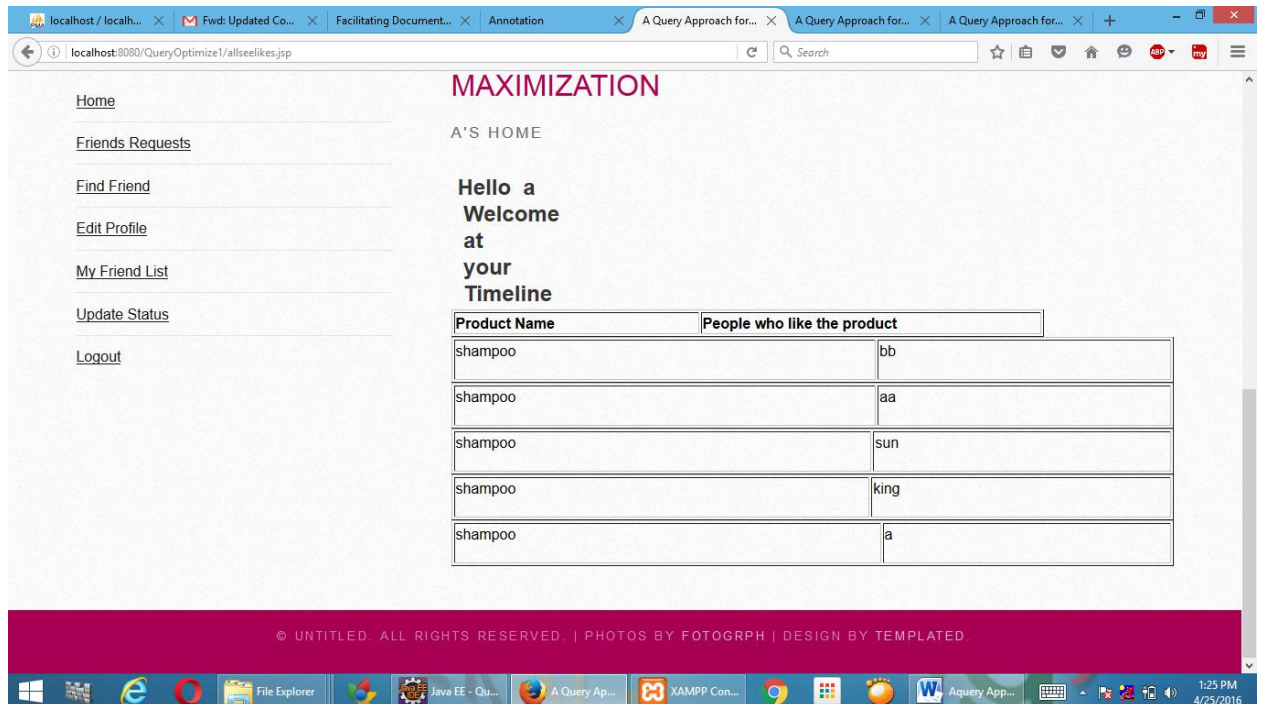 localhost / localh...
Fwd: Updated Co...
Facilitating Document...
Annotation
A Query Approach for...
A Query Approach for...
A Query Approach for...
localhost:8080/QueryOptimize1/allseelikes.jsp
Search
ABP
my
MAXIMIZATION
A'S HOME
Home
Friends Requests
Find Friend
Edit Profile
My Friend List
Update Status
Logout
Hello a
Welcome
at
your
Timeline
Product Name People who like the product
shampoo bb
shampoo aa
shampoo sun
shampoo king
shampoo a
© UNTITLED. ALL RIGHTS RESERVED. | PHOTOS BY FOTOGRPH | DESIGN BY TEMPLATED.
File Explorer
Java EE - Qu...
A Query Ap...
XAMPP Con...
Aquery App...
1:25 PM
4/25/2016